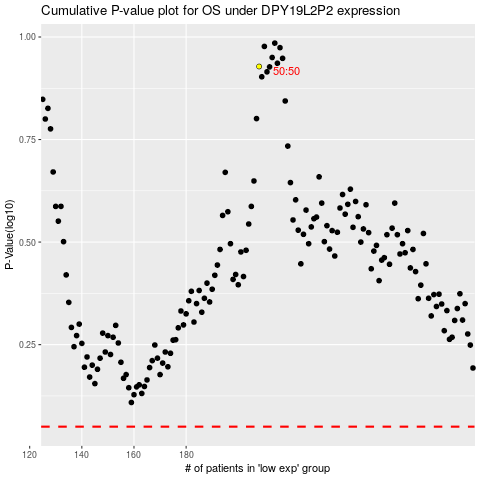 Cumulative P-value plot for OS under DPY19L2P2 expression
1.00
50:50
0.75
P-Value(log10)
0.50
0.25
120 140 160 180
# of patients in 'low exp' group